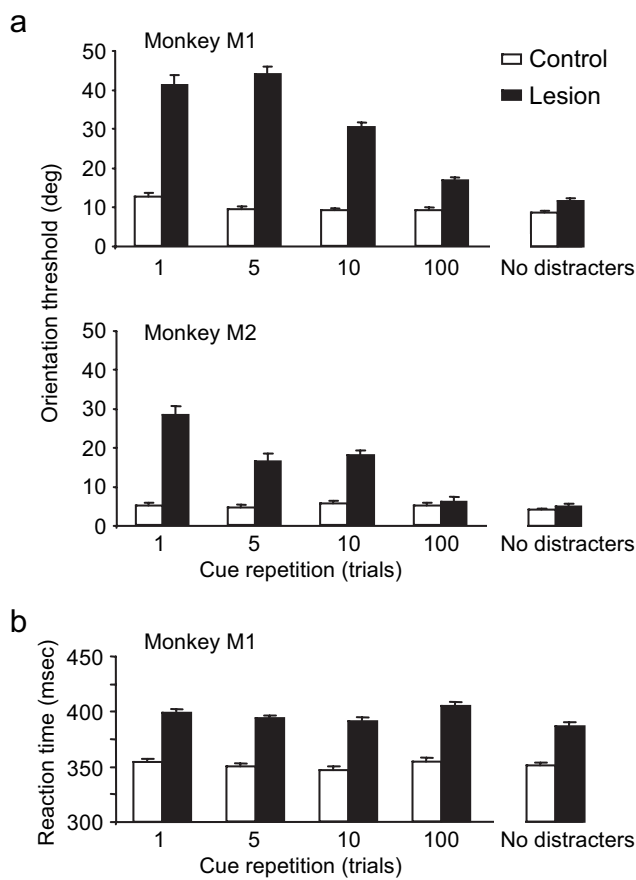 a
Monkey M1
Control
Lesion
Orientation threshold (deg)
50
40
30
20
10
0
1 5 10 100 No distracters
Monkey M2
50
40
30
20
10
0
1 5 10 100 No distracters
Cue repetition (trials)
b
Monkey M1
Reaction time (msec)
450
400
350
300
1 5 10 100 No distracters
Cue repetition (trials)